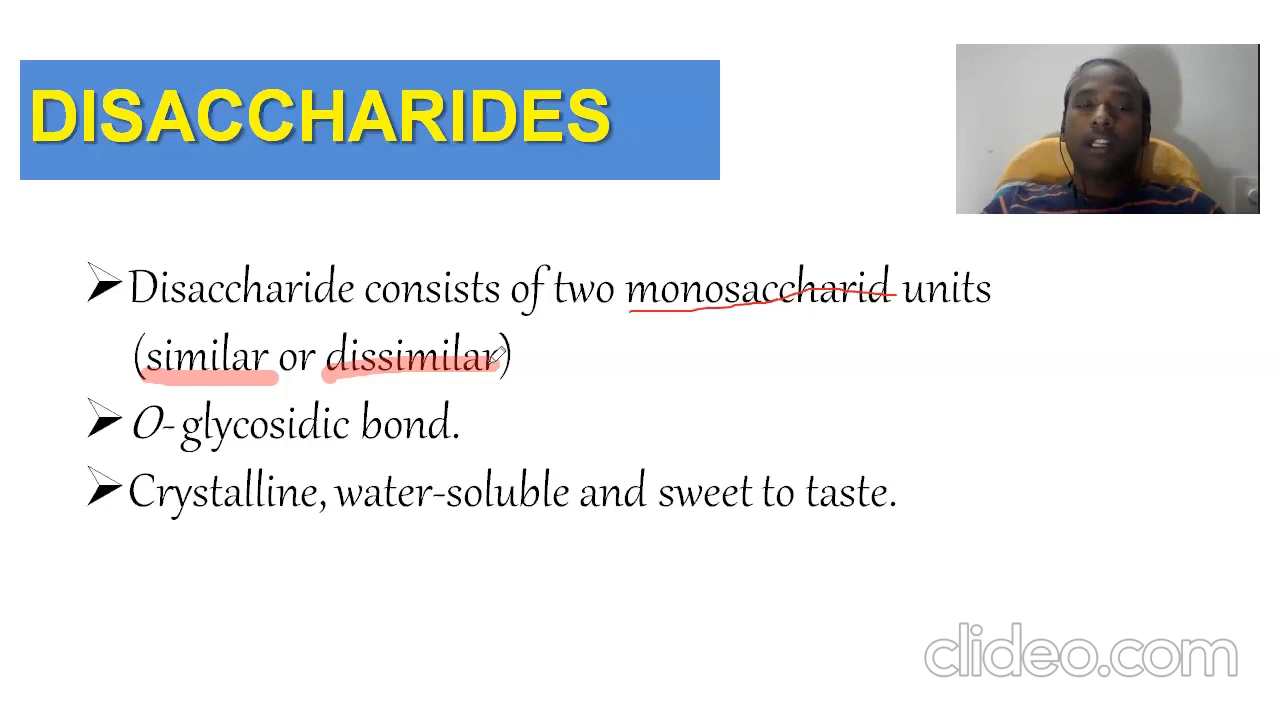 DISACCHARIDES
Disaccharide consists of two monosaccharid units
(similar or dissimilar)
O- glycosidic bond.
Crystalline, water-soluble and sweet to taste.
clideo.com